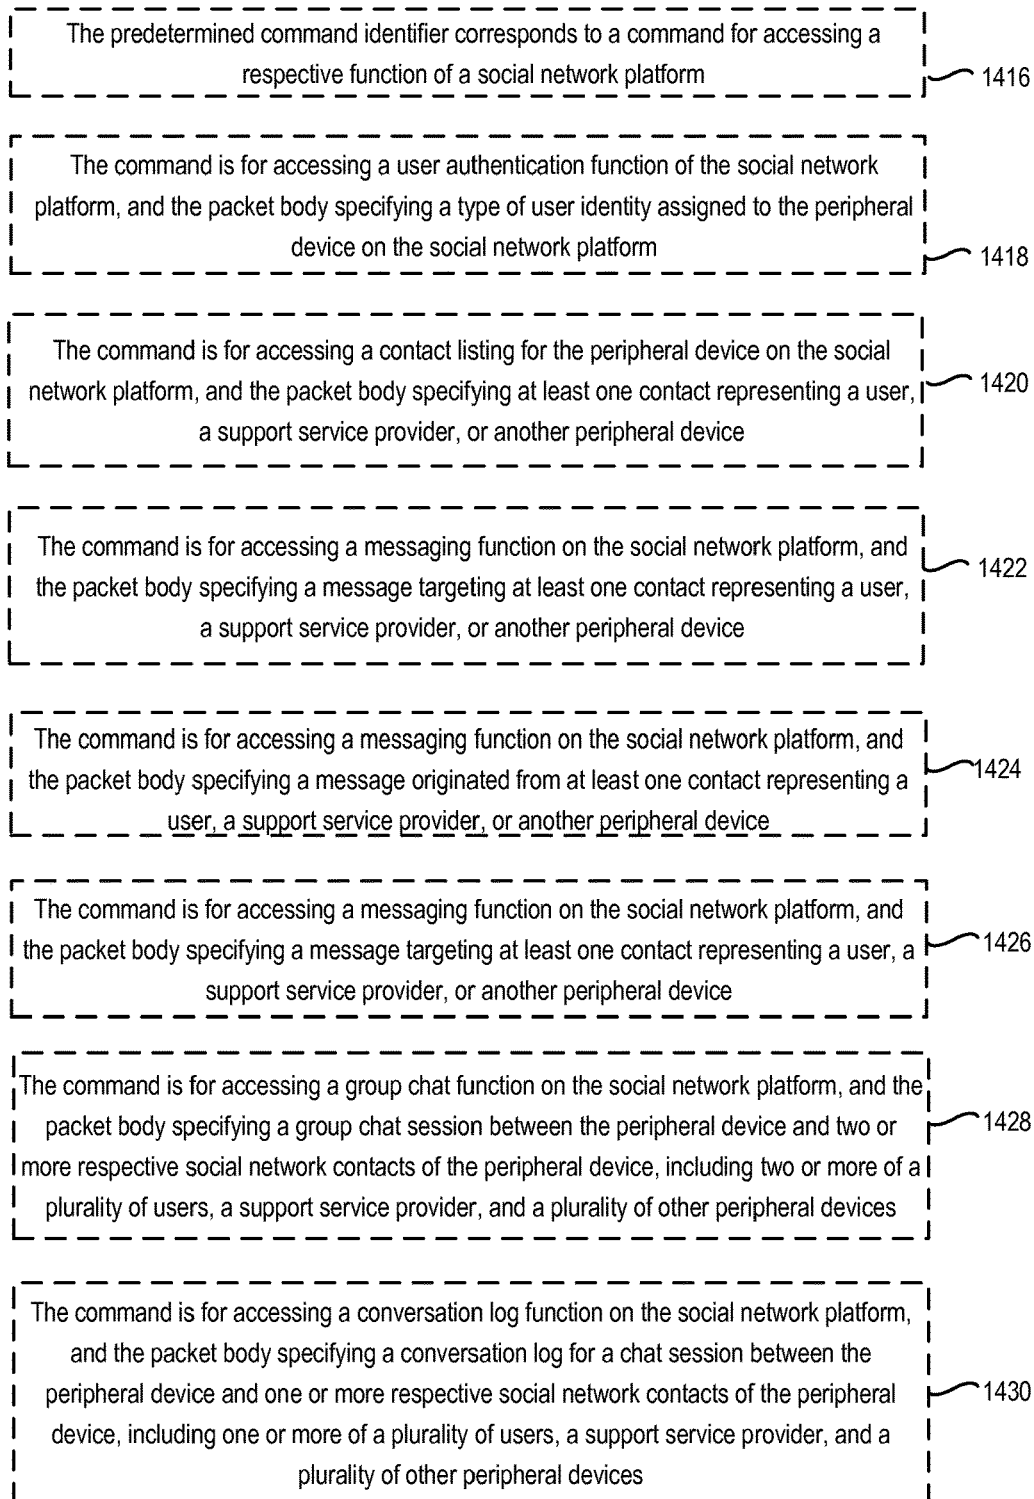 The predetermined command identifier corresponds to a command for accessing a
respective function of a social network platform
1416
The command is for accessing a user authentication function of the social network
platform, and the packet body specifying a type of user identity assigned to the peripheral
device on the social network platform
1418
The command is for accessing a contact listing for the peripheral device on the social
network platform, and the packet body specifying at least one contact representing a user,
a support service provider, or another peripheral device
1420
The command is for accessing a messaging function on the social network platform, and
the packet body specifying a message targeting at least one contact representing a user,
a support service provider, or another peripheral device
1422
The command is for accessing a messaging function on the social network platform, and
the packet body specifying a message originated from at least one contact representing a
user, a support service provider, or another peripheral device
1424
The command is for accessing a messaging function on the social network platform, and
the packet body specifying a message targeting at least one contact representing a user, a
support service provider, or another peripheral device
1426
The command is for accessing a group chat function on the social network platform, and the
packet body specifying a group chat session between the peripheral device and two or
more respective social network contacts of the peripheral device, including two or more of a
plurality of users, a support service provider, and a plurality of other peripheral devices
1428
The command is for accessing a conversation log function on the social network platform,
and the packet body specifying a conversation log for a chat session between the
peripheral device and one or more respective social network contacts of the peripheral
device, including one or more of a plurality of users, a support service provider, and a
plurality of other peripheral devices
1430